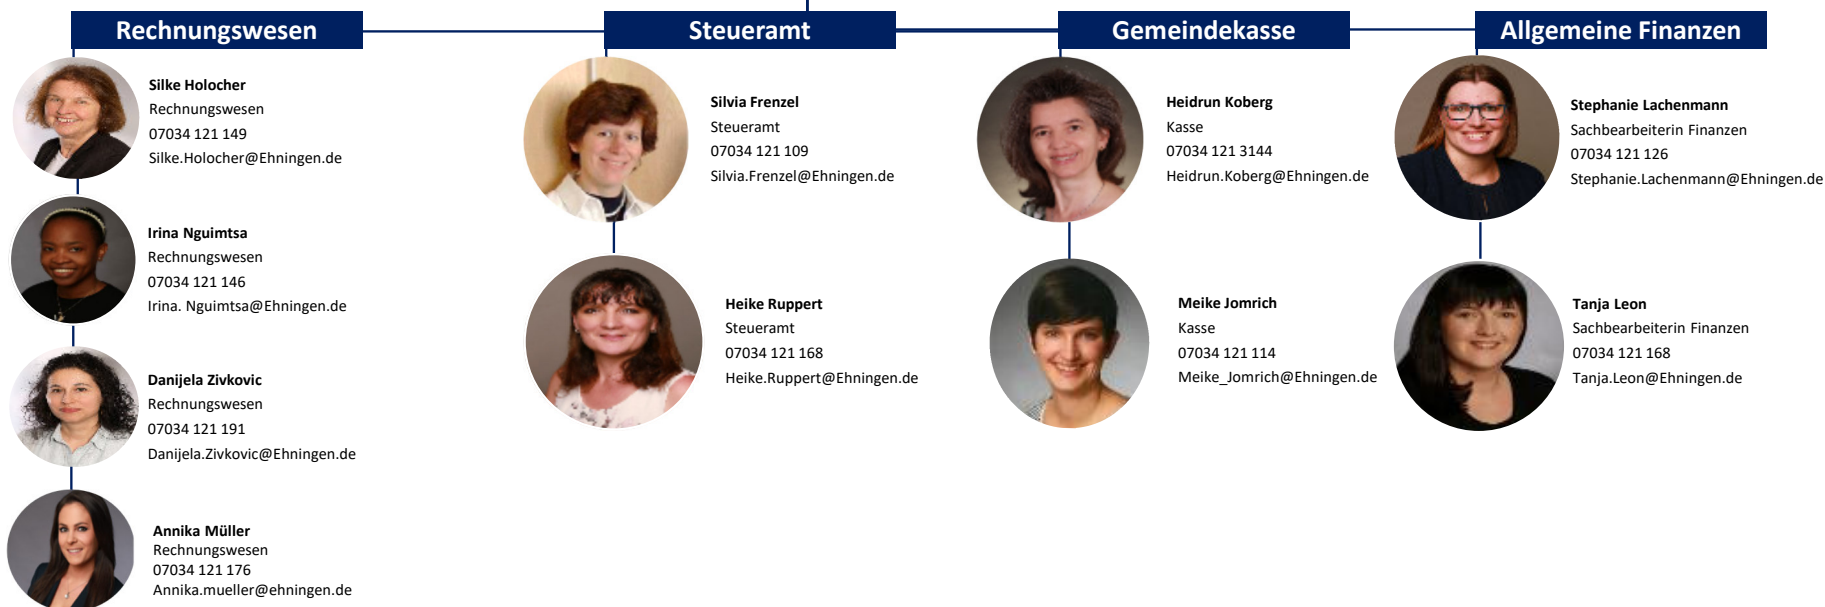 Rechnungswesen
Silke Holocher
Rechnungswesen
07034 121 149
Silke.Holocher@Ehningen.de
Irina Nguimtsa
Rechnungswesen
07034 121 146
Irina. Nguimtsa@Ehningen.de
Danijela Zivkovic
Rechnungswesen
07034 121 191
Danijela.Zivkovic@Ehningen.de
Annika Müller
Rechnungswesen
07034 121 176
Annika.mueller@ehningen.de
Steueramt
Silvia Frenzel
Steueramt
07034 121 109
Silvia.Frenzel@Ehningen.de
Heike Ruppert
Steueramt
07034 121 168
Heike.Ruppert@Ehningen.de
Gemeindekasse
Heidrun Koberg
Kasse
07034 121 3144
Heidrun.Koberg@Ehningen.de
Meike Jomrich
Kasse
07034 121 114
Meike_Jomrich@Ehningen.de
Allgemeine Finanzen
Stephanie Lachenmann
Sachbearbeiterin Finanzen
07034 121 126
Stephanie.Lachenmann@Ehningen.de
Tanja Leon
Sachbearbeiterin Finanzen
07034 121 168
Tanja.Leon@Ehningen.de